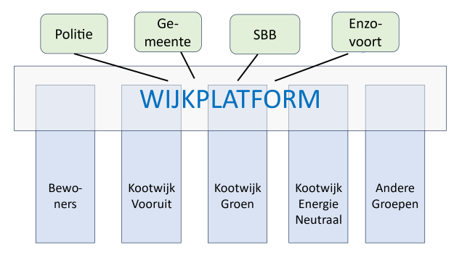 Politie
Ge-
meente
SBB
Enzo-
voort
WIJKPLATFORM
Bewo-
ners
Kootwijk
Vooruit
Kootwijk
Groen
Kootwijk
Energie
Neutraal
Andere
Groepen